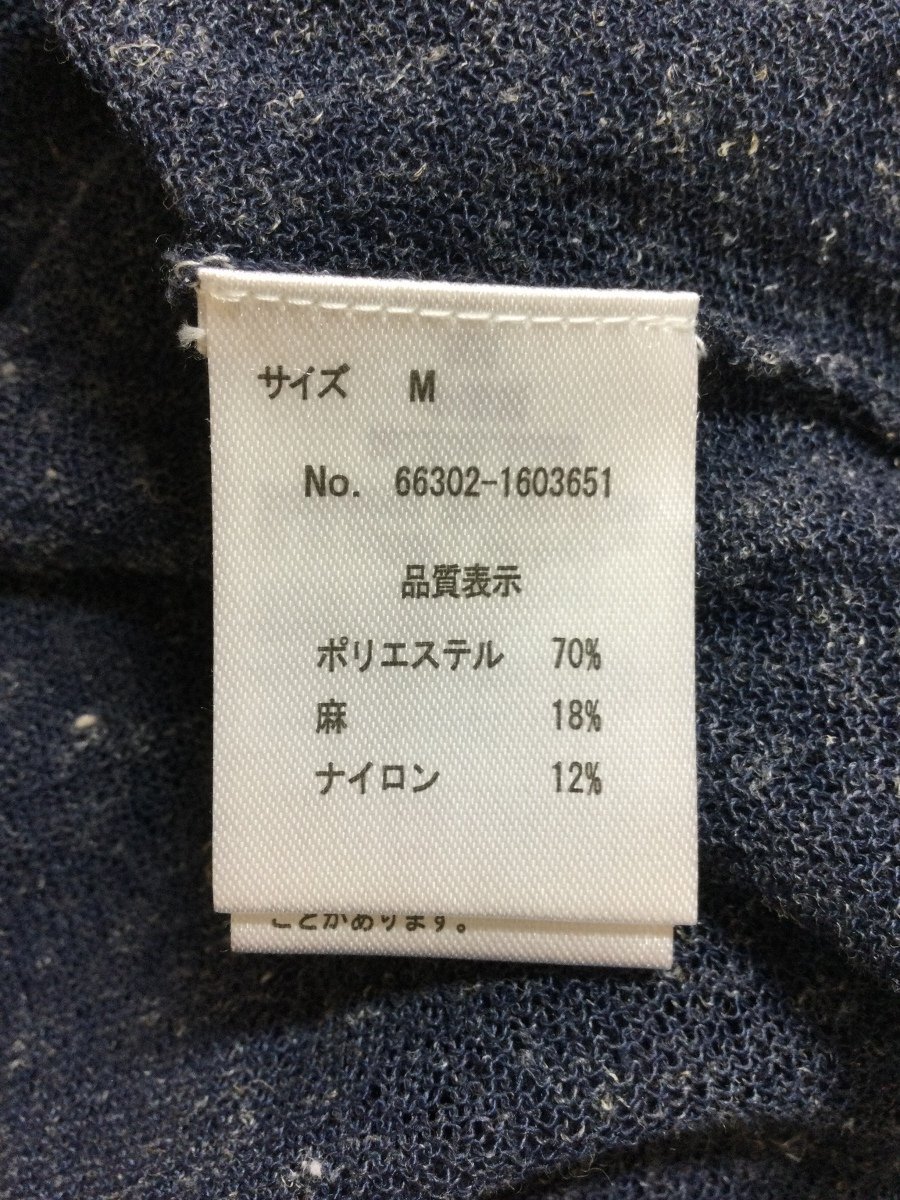 サイズ M
No. 66302-1603651
品質表示
ポリエステル 70%
麻 18%
ナイロン 12%
ことがあります。